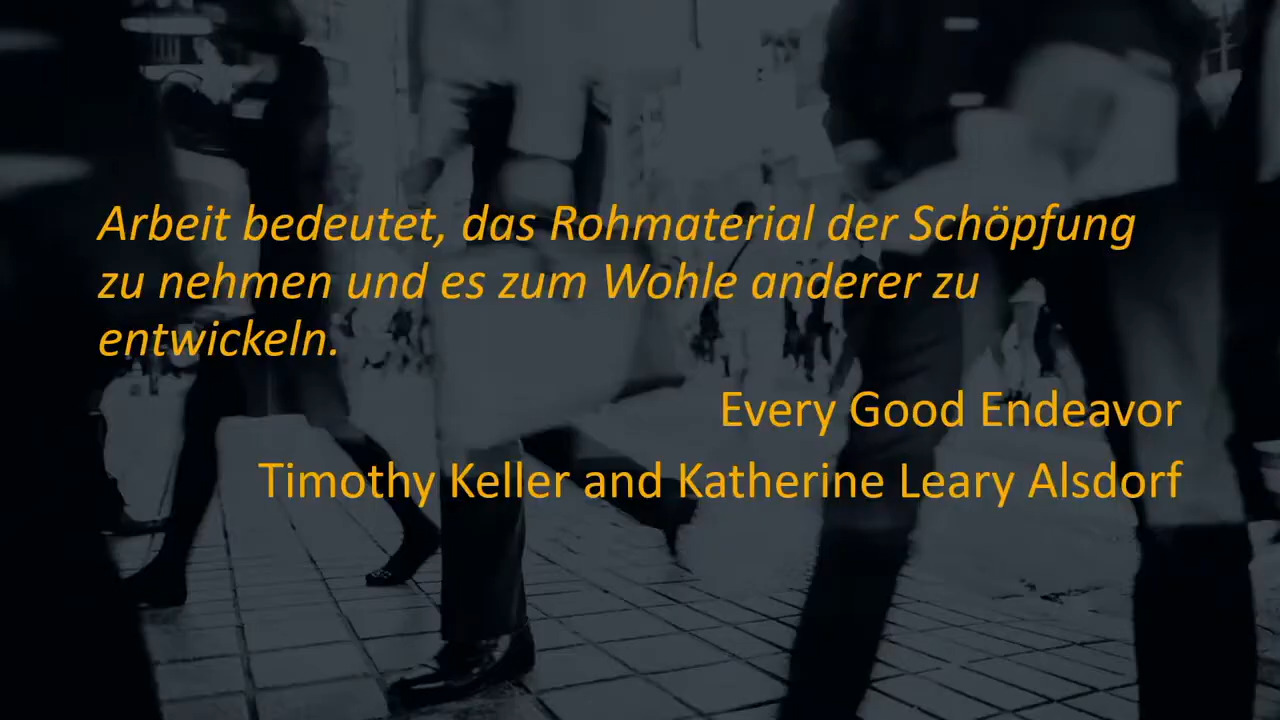 Arbeit bedeutet, das Rohmaterial der Schöpfung
zu nehmen und es zum Wohle anderer zu
entwickeln.
Every Good Endeavor
Timothy Keller and Katherine Leary Alsdorf